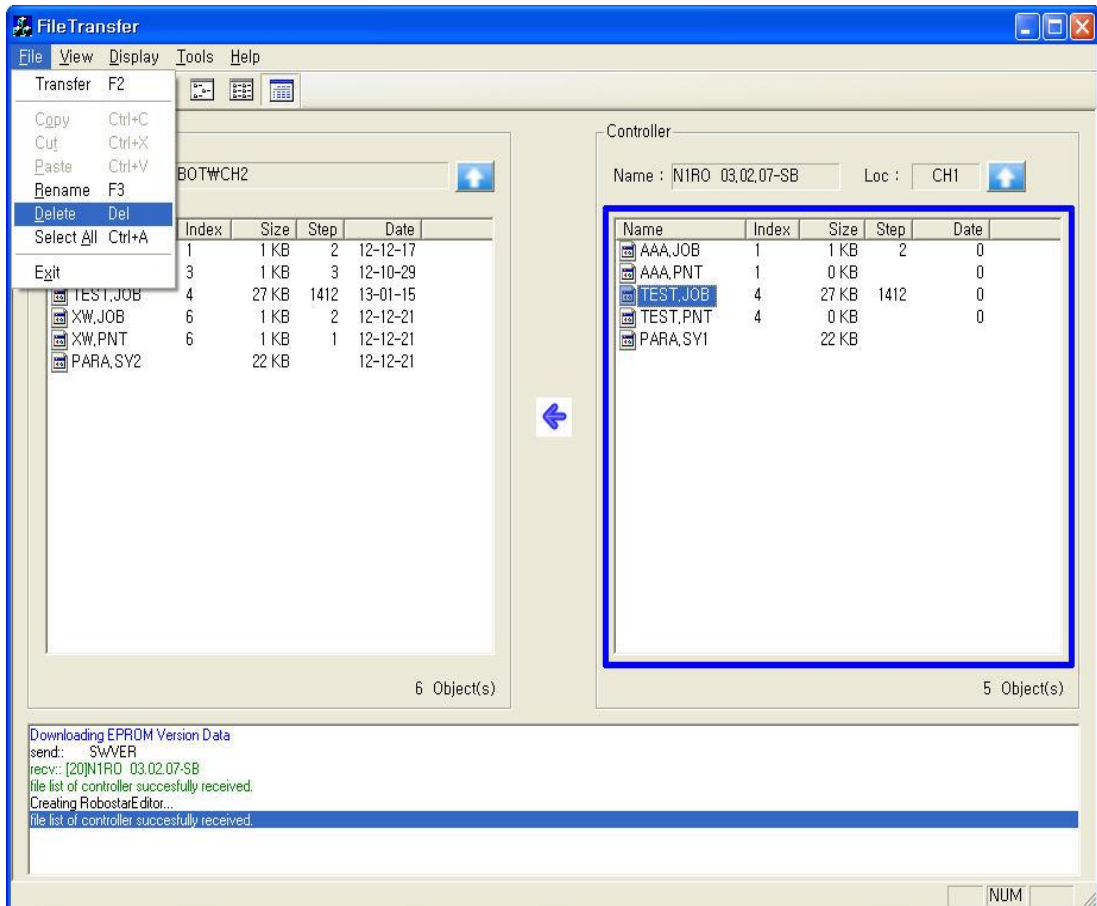 FileTransfer
File View Display Tools Help
Transfer F2
Copy Ctrl+C
Cut Ctrl+X
Paste Ctrl+V
Rename F3
Delete Del
Select All Ctrl+A
Exit
BOT₩CH2
Index Size Step Date
1 1 KB 2 12-12-17
3 1 KB 3 12-10-29
TEST,JOB 4 27 KB 1412 13-01-15
XW,JOB 6 1 KB 2 12-12-21
XW,PNT 6 1 KB 1 12-12-21
PARA,SY2 22 KB 12-12-21
6 Object(s)
Controller
Name : N1RO 03,02,07-SB Loc : CH1
Name Index Size Step Date
AAA,JOB 1 1 KB 2 0
AAA,PNT 1 0 KB 0
TEST,JOB 4 27 KB 1412 0
TEST,PNT 4 0 KB 0
PARA,SY1 22 KB
5 Object(s)
Downloading EPROM Version Data
send:: SWVER
recv:: [20]N1RO 03.02.07-SB
file list of controller succesfully received.
Creating RobostarEditor...
file list of controller succesfully received.
NUM